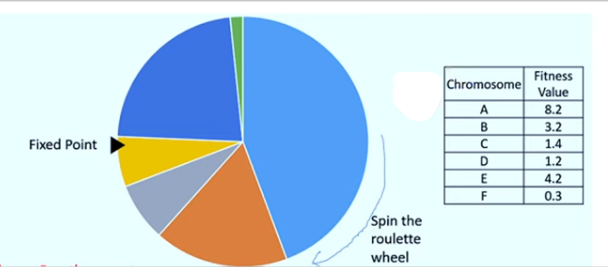 Fixed Point
Spin the
roulette
wheel
Chromosome Fitness Value
A 8.2
B 3.2
C 1.4
D 1.2
E 4.2
F 0.3